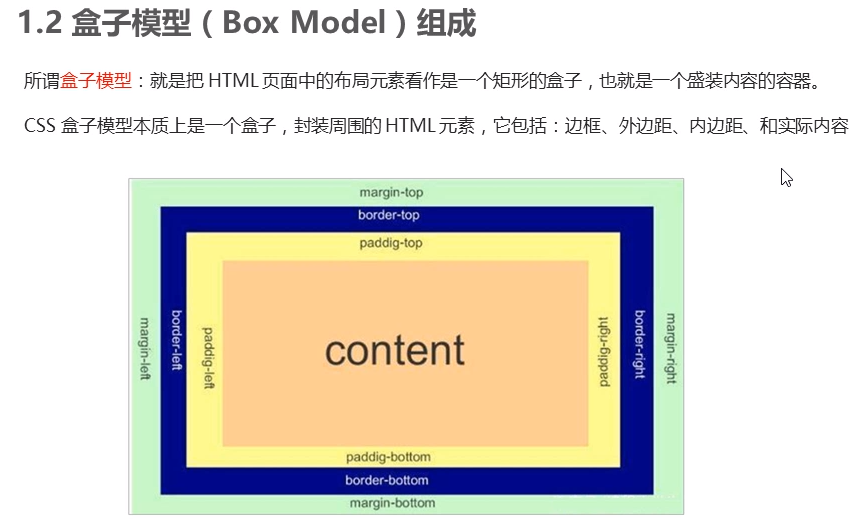 1.2 盒子模型（Box Model）组成
所谓盒子模型：就是把 HTML 页面中的布局元素看作是一个矩形的盒子，也就是一个盛装内容的容器。
CSS 盒子模型本质上是一个盒子，封装周围的 HTML 元素，它包括：边框、外边距、内边距、和实际内容
margin-top
border-top
paddig-top
margin-left
border-left
paddig-left
content
paddig-right
border-right
margin-right
paddig-bottom
border-bottom
margin-bottom